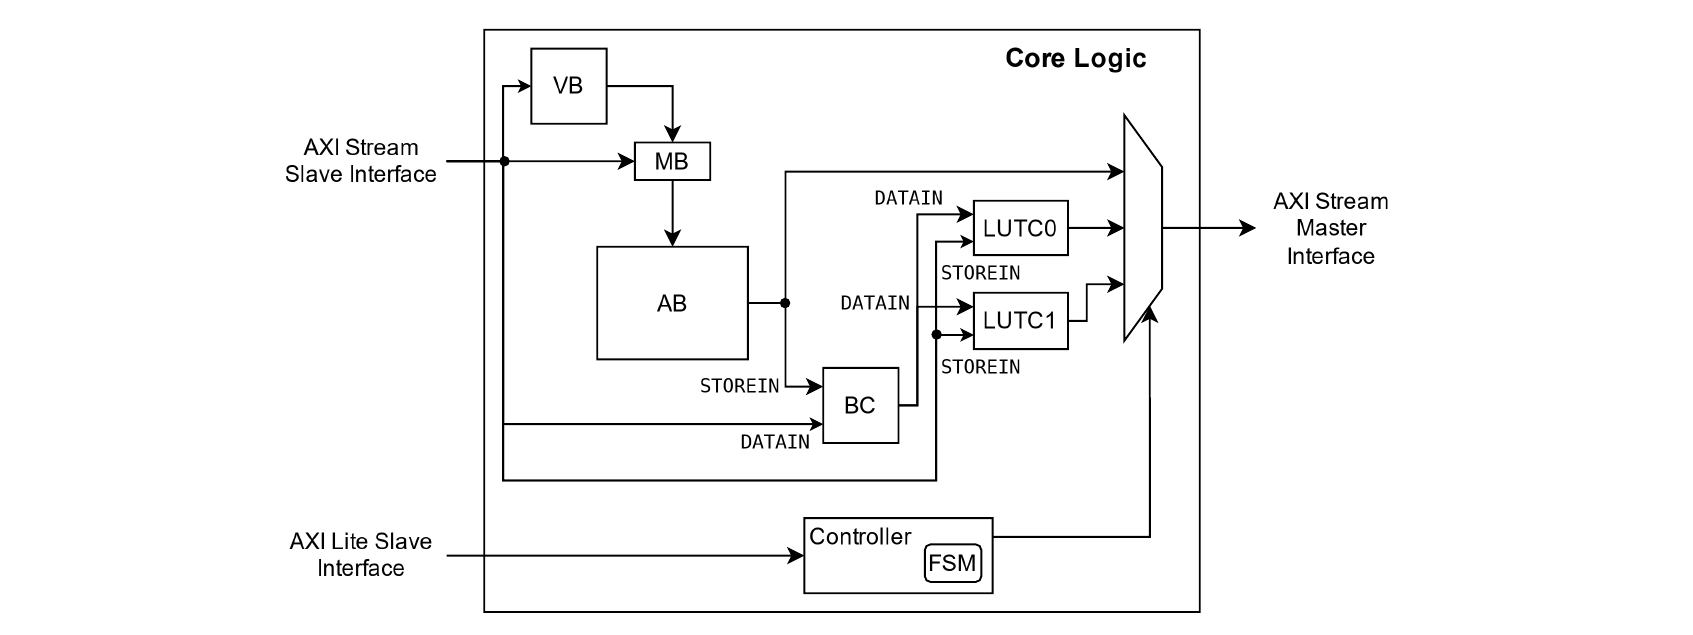 Core Logic
VB
AXI Stream
Slave Interface
MB
DATAIN
LUTC0
AXI Stream
Master
Interface
STOREIN
AB
DATAIN
LUTC1
STOREIN
STOREIN
BC
DATAIN
AXI Lite Slave
Interface
Controller
FSM